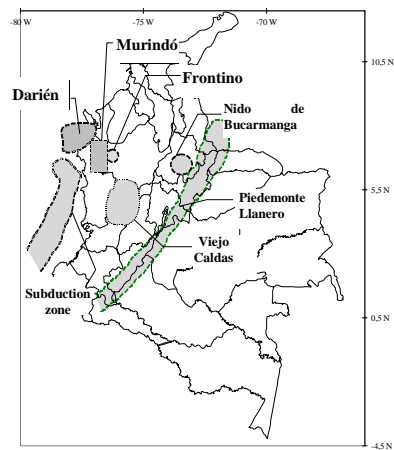 -80 W
-75 W
-70 W
Murindó
10,5 N
Frontino
Darién
Nido de
Bucarmanga
5,5 N
Piedemonte
Llanero
Viejo
Caldas
Subduction
zone
0,5 N
-4,5 N